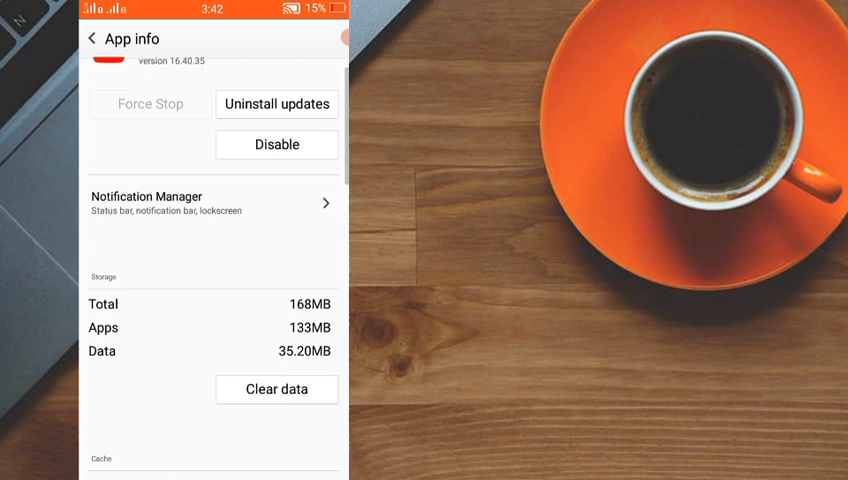 3:42
15%
App info
version 16.40.35
Force Stop
Uninstall updates
Disable
Notification Manager
Status bar, notification bar, lockscreen
Storage
Total 168MB
Apps 133MB
Data 35.20MB
Clear data
Cache